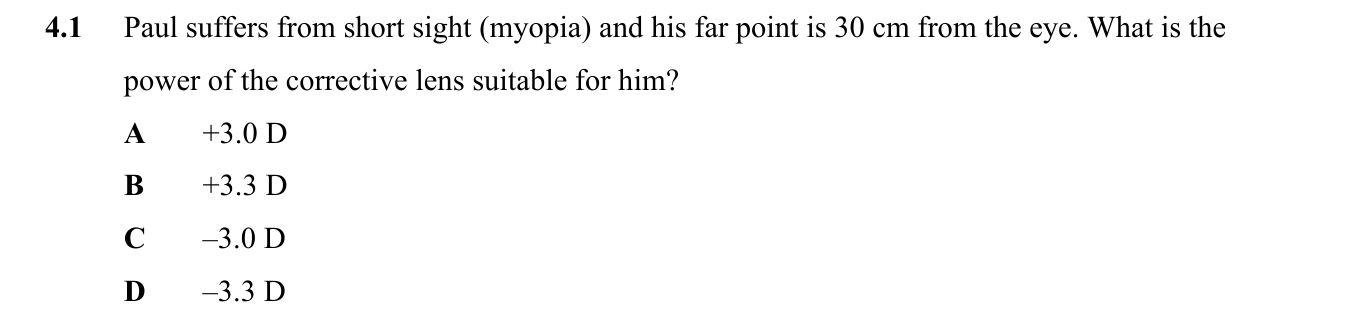 4.1 Paul suffers from short sight (myopia) and his far point is 30 cm from the eye. What is the
power of the corrective lens suitable for him?
A +3.0 D
B +3.3 D
C –3.0 D
D –3.3 D